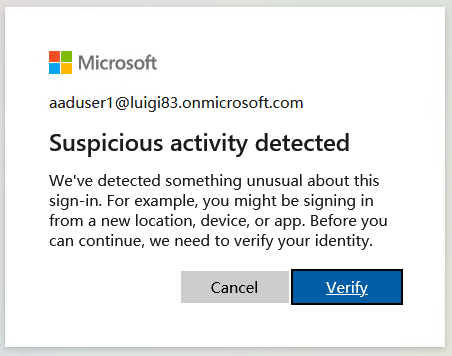 Microsoft
aaduser1@luigi83.onmicrosoft.com
Suspicious activity detected
We've detected something unusual about this
sign-in. For example, you might be signing in
from a new location, device, or app. Before you
can continue, we need to verify your identity.
Cancel Verify